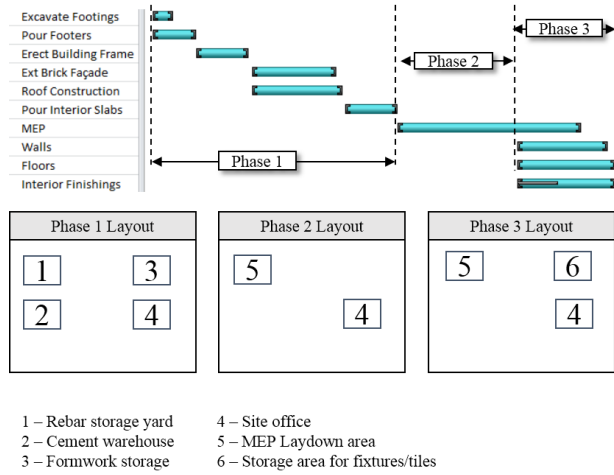 Excavate Footings
Pour Footers
Erect Building Frame
Ext Brick Façade
Roof Construction
Pour Interior Slabs
MEP
Walls
Floors
Interior Finishings
Phase 3
Phase 2
Phase 1
Phase 1 Layout
1 3
2 4
Phase 2 Layout
5
4
Phase 3 Layout
5 6
4
1 – Rebar storage yard
2 – Cement warehouse
3 – Formwork storage
4 – Site office
5 – MEP Laydown area
6 – Storage area for fixtures/tiles